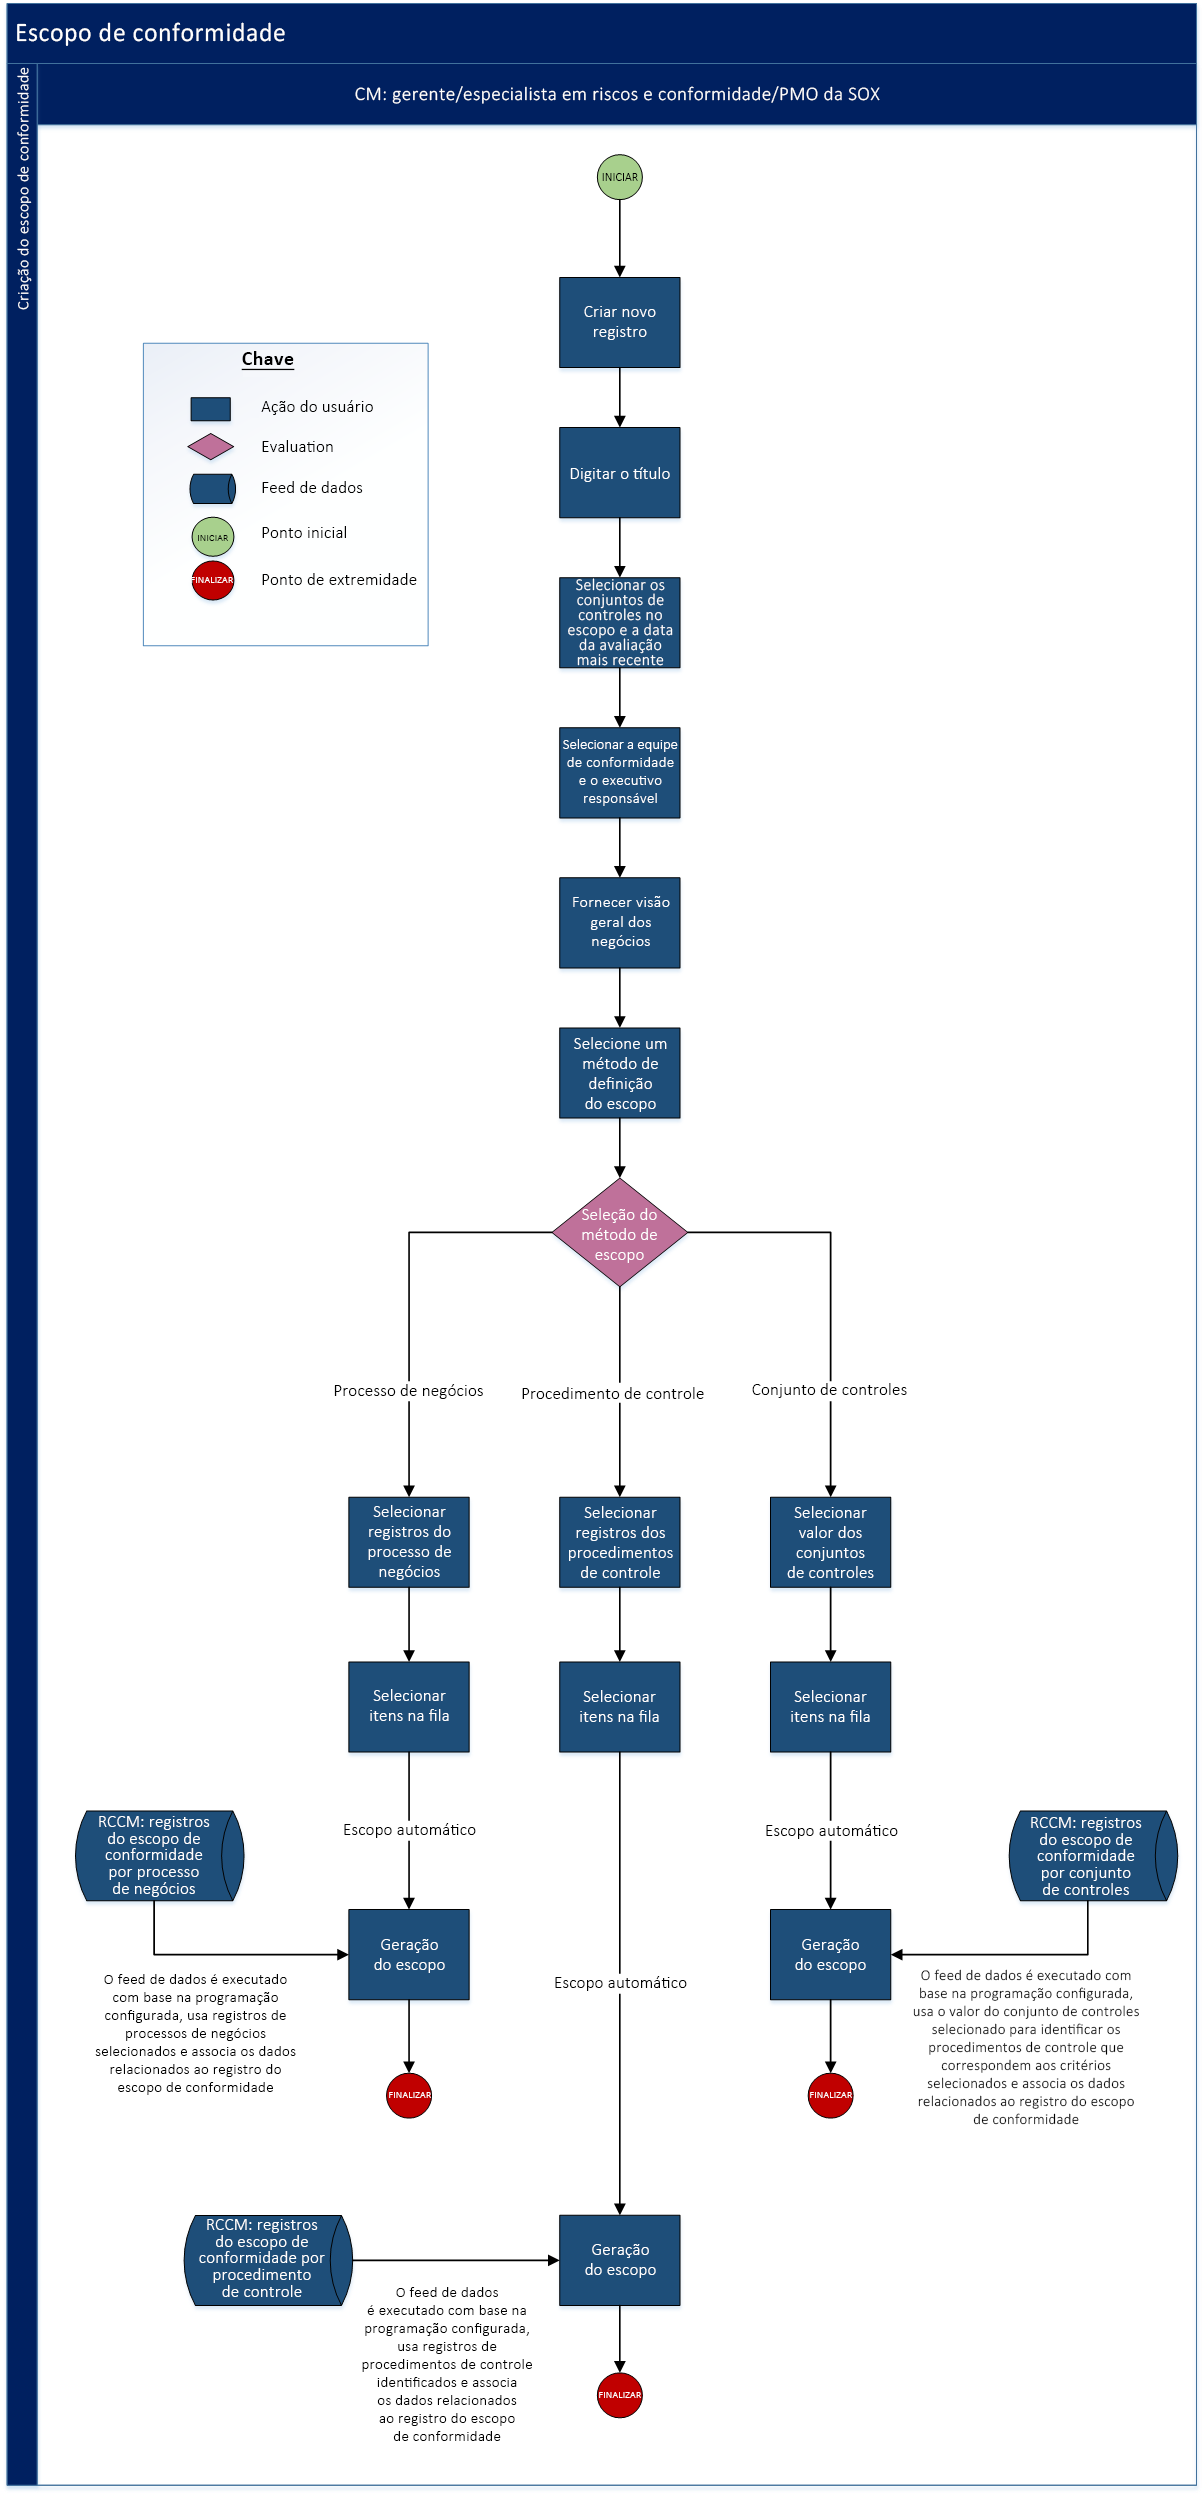 Escopo de conformidade
Criação do escopo de conformidade
CM: gerente/especialista em riscos e conformidade/PMO da SOX
INICIAR
Criar novo
registro
Chave
Ação do usuário
Evaluation
Feed de dados
INICIAR
Ponto inicial
FINALIZAR
Ponto de extremidade
Digitar o título
Selecionar os
conjuntos de
controles no
escopo e a data
da avaliação
mais recente
Selecionar a equipe
de conformidade
e o executivo
responsável
Fornecer visão
geral dos
negócios
Selecione um
método de
definição
do escopo
Seleção do
método de
escopo
Processo de negócios
Procedimento de controle
Conjunto de controles
Selecionar
registros do
processo de
negócios
Selecionar
registros dos
procedimentos
de controle
Selecionar
valor dos
conjuntos
de controles
Selecionar
itens na fila
Selecionar
itens na fila
Selecionar
itens na fila
Escopo automático
Escopo automático
RCCM: registros
do escopo de
conformidade
por processo
de negócios
RCCM: registros
do escopo de
conformidade
por conjunto
de controles
Geração
do escopo
Geração
do escopo
Escopo automático
O feed de dados é executado
com base na programação
configurada, usa registros de
processos de negócios
selecionados e associa os dados
relacionados ao registro do
escopo de conformidade
O feed de dados é executado com
base na programação configurada,
usa o valor do conjunto de controles
selecionado para identificar os
procedimentos de controle que
correspondem aos critérios
selecionados e associa os dados
relacionados ao registro do escopo
de conformidade
FINALIZAR
FINALIZAR
RCCM: registros
do escopo de
conformidade por
procedimento
de controle
Geração
do escopo
O feed de dados
é executado com base na
programação configurada,
usa registros de
procedimentos de controle
identificados e associa
os dados relacionados
ao registro do escopo
de conformidade
FINALIZAR